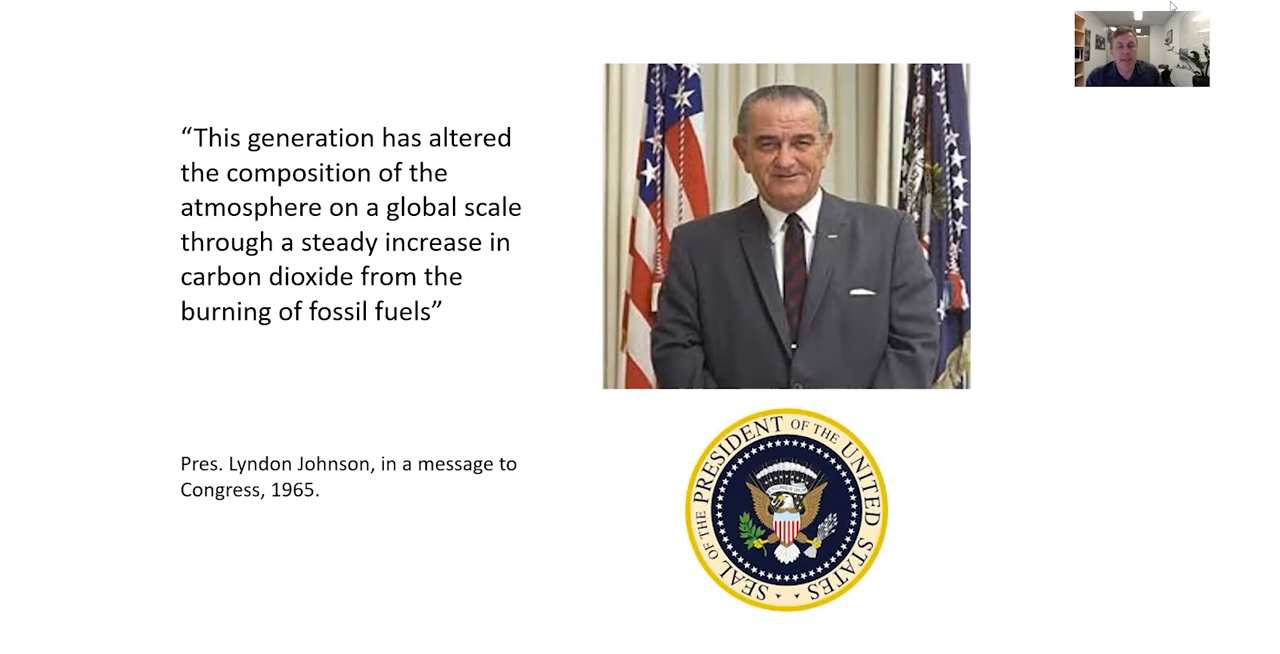 “This generation has altered
the composition of the
atmosphere on a global scale
through a steady increase in
carbon dioxide from the
burning of fossil fuels”
Pres. Lyndon Johnson, in a message to
Congress, 1965.
SEAL OF THE PRESIDENT OF THE UNITED STATES